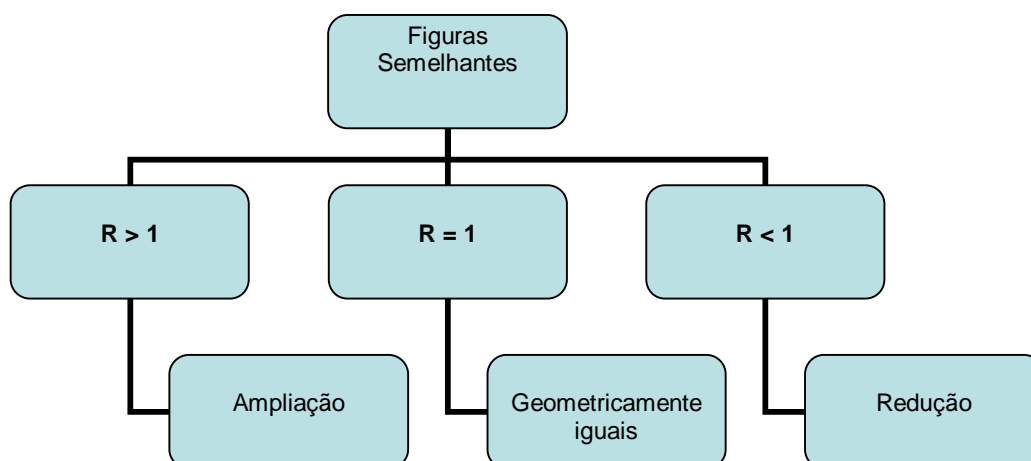 Figuras
Semelhantes
R > 1
R = 1
R < 1
Ampliação
Geometricamente
iguais
Redução